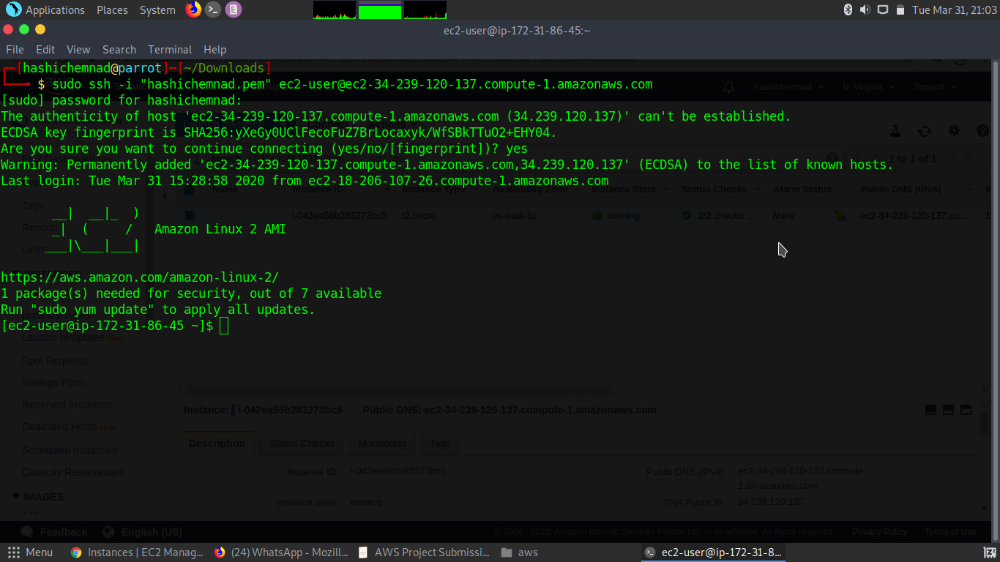 Applications Places System Tue Mar 31, 21:03
ec2-user@ip-172-31-86-45:~
File Edit View Search Terminal Help
[hashichemnad@parrot]─[~/Downloads]
$ sudo ssh -i "hashichemnad.pem" ec2-user@ec2-34-239-120-137.compute-1.amazonaws.com
hashichemnad N. Virginia Support
[sudo] password for hashichemnad:
The authenticity of host 'ec2-34-239-120-137.compute-1.amazonaws.com (34.239.120.137)' can't be established.
ECDSA key fingerprint is SHA256:yXeGy0UClFecoFuZ7BrLocaxyk/WfSBkTTuO2+EHY04.
Are you sure you want to continue connecting (yes/no/[fingerprint])? yes
1 to 1 of 1
Warning: Permanently added 'ec2-34-239-120-137.compute-1.amazonaws.com,34.239.120.137' (ECDSA) to the list of known hosts.
Last login: Tue Mar 31 15:28:58 2020 from ec2-18-206-107-26.compute-1.amazonaws.com
Name Instance ID Instance Type Availability Zone Instance State Status Checks Alarm Status Public DNS (IPv4)
Tags
i-042ea56b283273bc5 t2.micro us-east-1c running 2/2 checks ... None ec2-34-239-120-137.co...
__| __|_ )
Reports
_| ( / Amazon Linux 2 AMI
___|\___|___|
Limits
https://aws.amazon.com/amazon-linux-2/
1 package(s) needed for security, out of 7 available
Run "sudo yum update" to apply all updates.
[ec2-user@ip-172-31-86-45 ~]$
Launch Templates New
Spot Requests
Savings Plans
Reserved Instances
Dedicated Hosts New
Scheduled Instances
Capacity Reservations
IMAGES
Instance: i-042ea56b283273bc5 Public DNS: ec2-34-239-120-137.compute-1.amazonaws.com
Description Status Checks Monitoring Tags
Instance ID i-042ea56b283273bc5 Public DNS (IPv4) ec2-34-239-120-137.compute-
1.amazonaws.com
Instance state running IPv4 Public IP 34.239.120.137
Feedback English (US) © 2008 - 2020, Amazon Internet Services Private Ltd. or its affiliates. All rights reserved. Privacy Policy Terms of Use
Menu Instances | EC2 Manag... (24) WhatsApp - Mozill... AWS Project Submissi... aws ec2-user@ip-172-31-8...